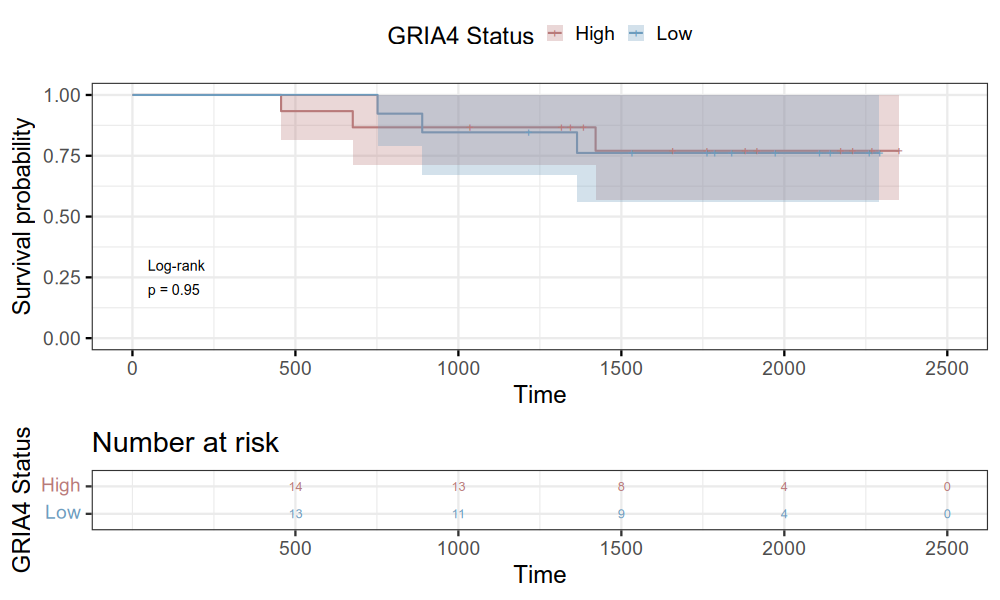 GRIA4 Status High Low
Survival probability
1.00
0.75
0.50
0.25
0.00
Log-rank
p = 0.95
0 500 1000 1500 2000 2500
Time
Number at risk
GRIA4 Status
High 14 13 8 4 0
Low 13 11 9 4 0
500 1000 1500 2000 2500
Time